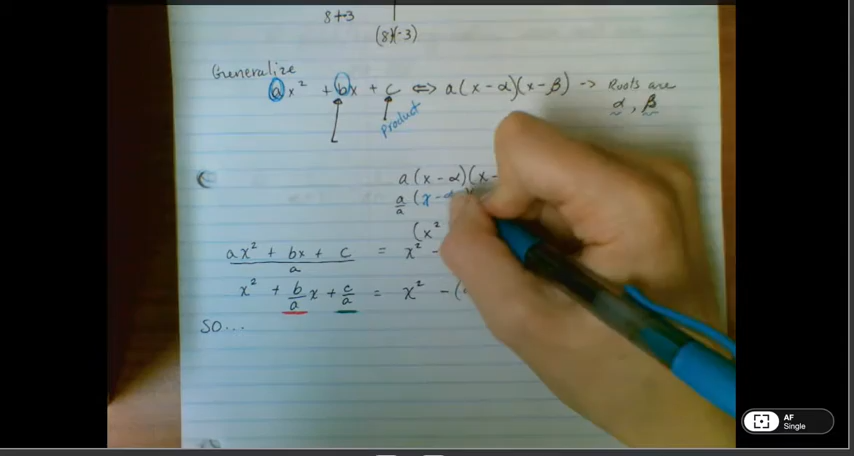 8+-3
(8)(-3)
Generalize
ax² + bx + c ⇔ a(x-α)(x-β) -> Roots are
α, β
Product
a(x-α)(x-
a/a (x-α)
(x²
(ax² + bx + c)/a = x² -
x² + b/a x + c/a = x² - (
SO...
AF
Single